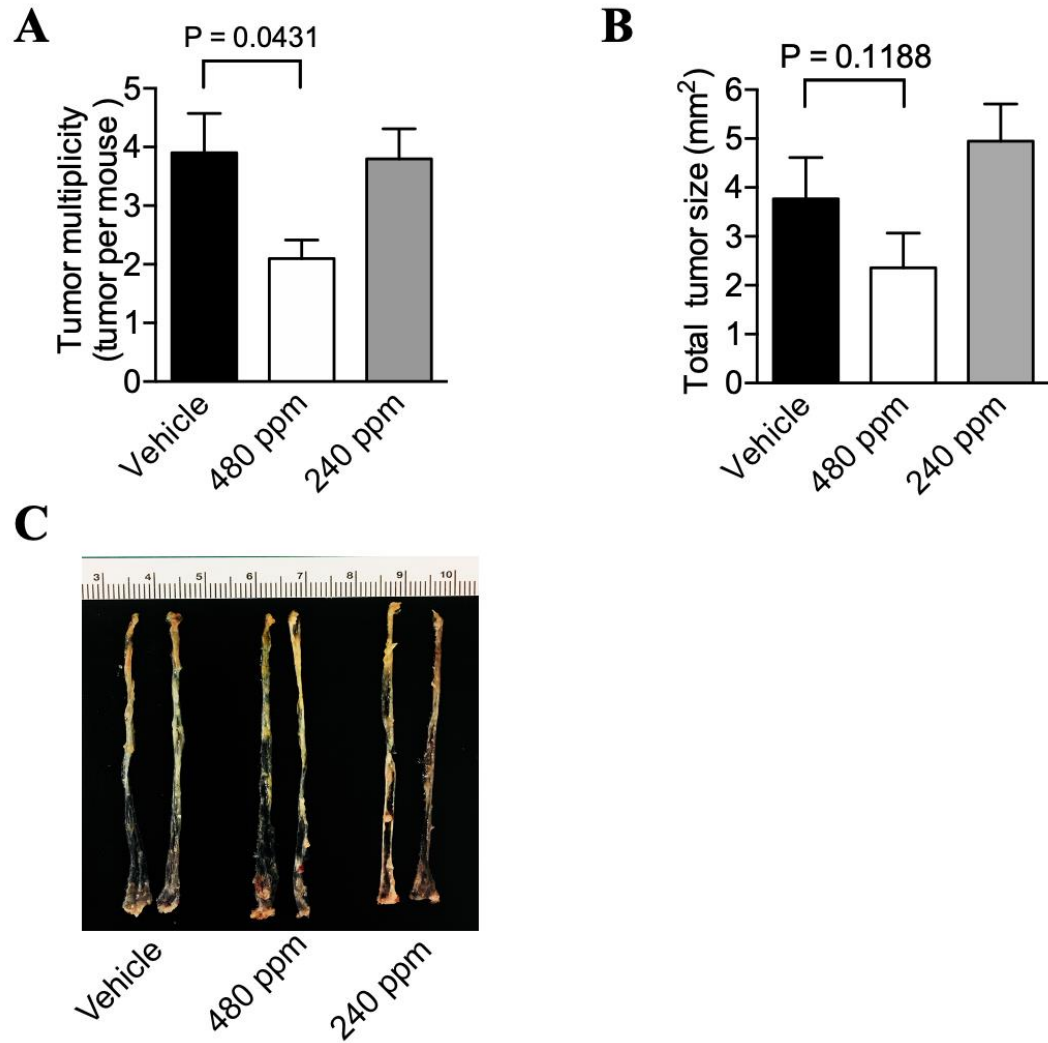 A
P = 0.0431
Tumor multiplicity
(tumor per mouse )
5
4
3
2
1
0
Vehicle
480 ppm
240 ppm
B
P = 0.1188
Total tumor size (mm²)
6
5
4
3
2
1
0
Vehicle
480 ppm
240 ppm
C
3 4 5 6 7 8 9 10
Vehicle
480 ppm
240 ppm